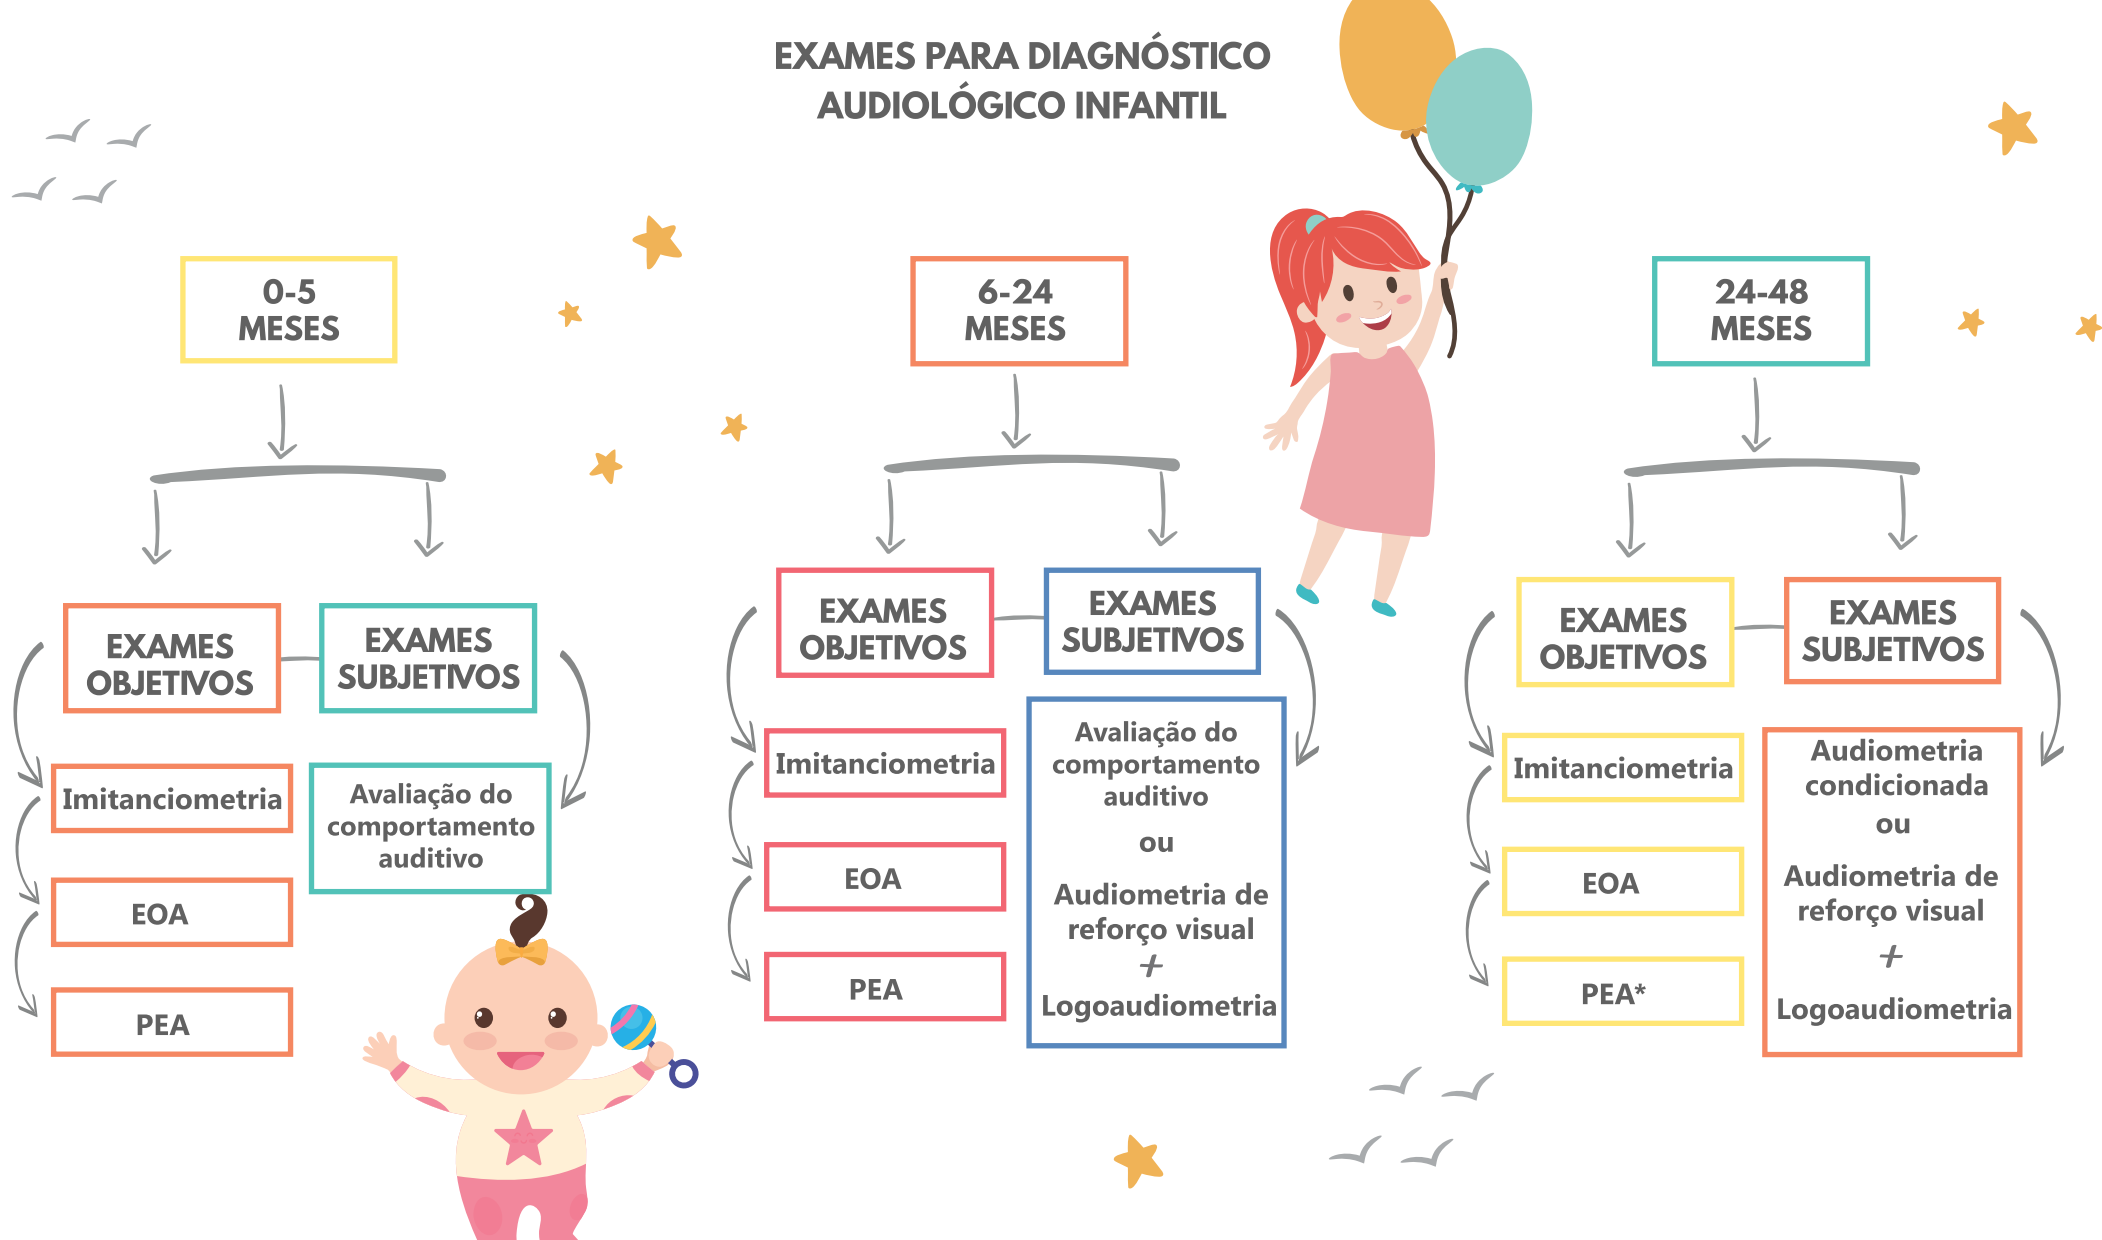 EXAMES PARA DIAGNÓSTICO
AUDIOLÓGICO INFANTIL
0-5
MESES
EXAMES
OBJETIVOS
EXAMES
SUBJETIVOS
Imitanciometria
EOA
PEA
Avaliação do
comportamento
auditivo
6-24
MESES
EXAMES
OBJETIVOS
EXAMES
SUBJETIVOS
Imitanciometria
EOA
PEA
Avaliação do
comportamento
auditivo
ou
Audiometria de
reforço visual
+
Logoaudiometria
24-48
MESES
EXAMES
OBJETIVOS
EXAMES
SUBJETIVOS
Imitanciometria
EOA
PEA*
Audiometria
condicionada
ou
Audiometria de
reforço visual
+
Logoaudiometria